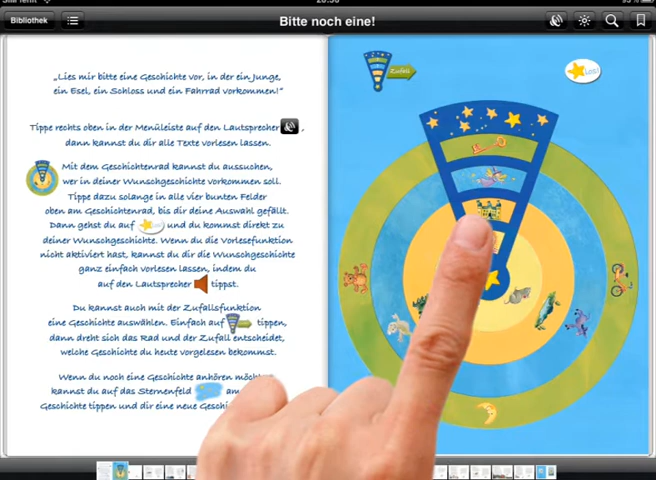 20:56
95 %
Bibliothek
Bitte noch eine!
„Lies mir bitte eine Geschichte vor, in der ein Junge,
ein Esel, ein Schloss und ein Fahrrad vorkommen!“
Tippe rechts oben in der Menüleiste auf den Lautsprecher ,
dann kannst du dir alle Texte vorlesen lassen.
Mit dem Geschichtenrad kannst du aussuchen,
wer in deiner Wunschgeschichte vorkommen soll.
Tippe dazu solange in alle vier bunten Felder
oben am Geschichtenrad, bis dir deine Auswahl gefällt.
Dann gehst du auf und du kommst direkt zu
deiner Wunschgeschichte. Wenn du die Vorlesefunktion
nicht aktiviert hast, kannst du dir die Wunschgeschichte
ganz einfach vorlesen lassen, indem du
auf den Lautsprecher tippst.
Du kannst auch mit der Zufallsfunktion
eine Geschichte auswählen. Einfach auf tippen,
dann dreht sich das Rad und der Zufall entscheidet,
welche Geschichte du heute vorgelesen bekommst.
Wenn du noch eine Geschichte anhören
kannst du auf das Sternenfeld
Geschichte tippen und dir eine neue
Zufall
Los!